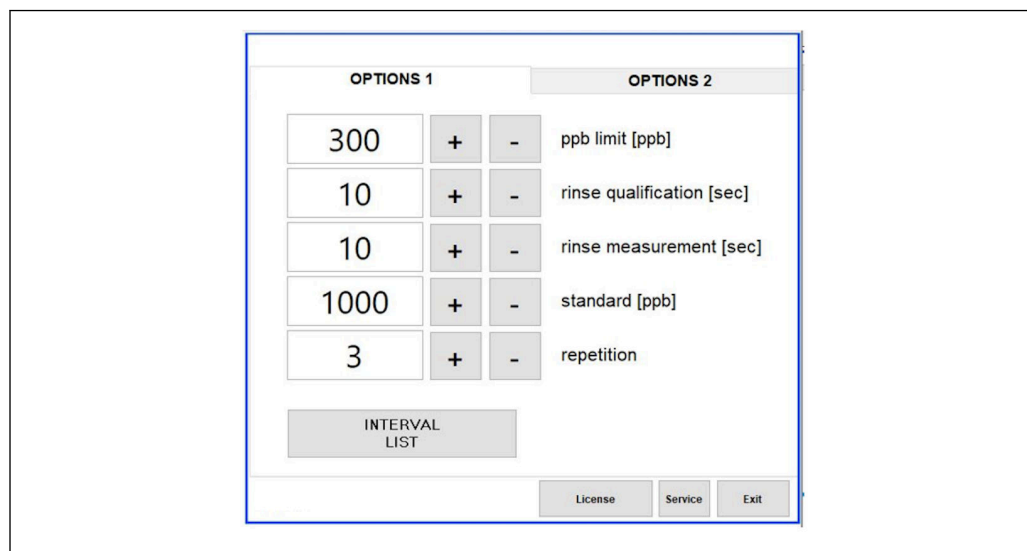 OPTIONS 1 OPTIONS 2
300 + - ppb limit [ppb]
10 + - rinse qualification [sec]
10 + - rinse measurement [sec]
1000 + - standard [ppb]
3 + - repetition
INTERVAL
LIST
License Service Exit